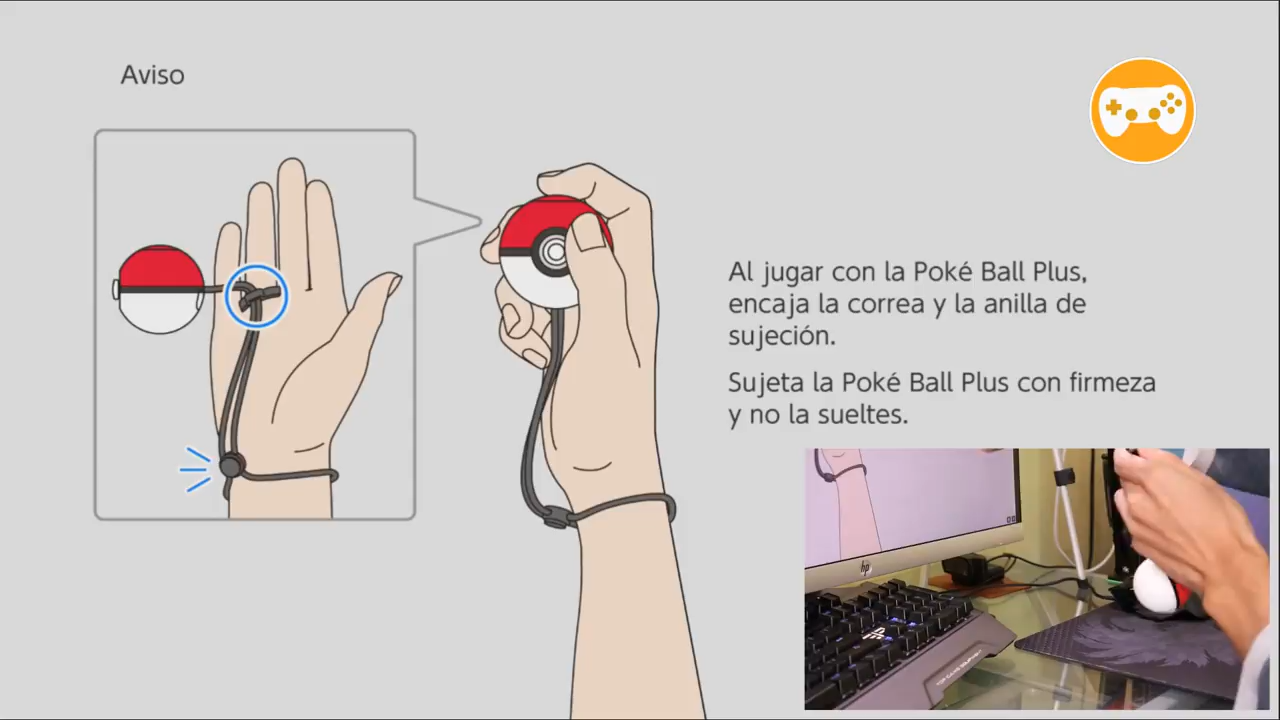 Aviso
Al jugar con la Poké Ball Plus,
encaja la correa y la anilla de
sujeción.
Sujeta la Poké Ball Plus con firmeza
y no la sueltes.
hp